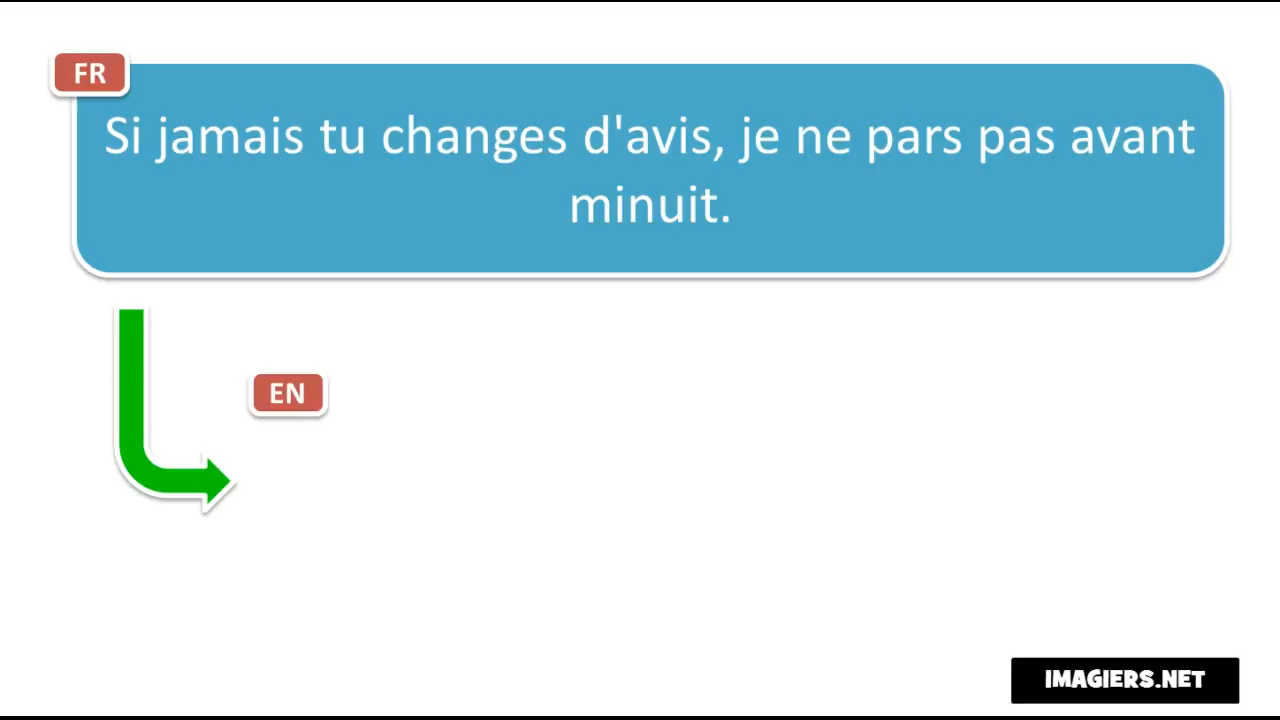 FR
Si jamais tu changes d'avis, je ne pars pas avant
minuit.
EN
IMAGIERS.NET